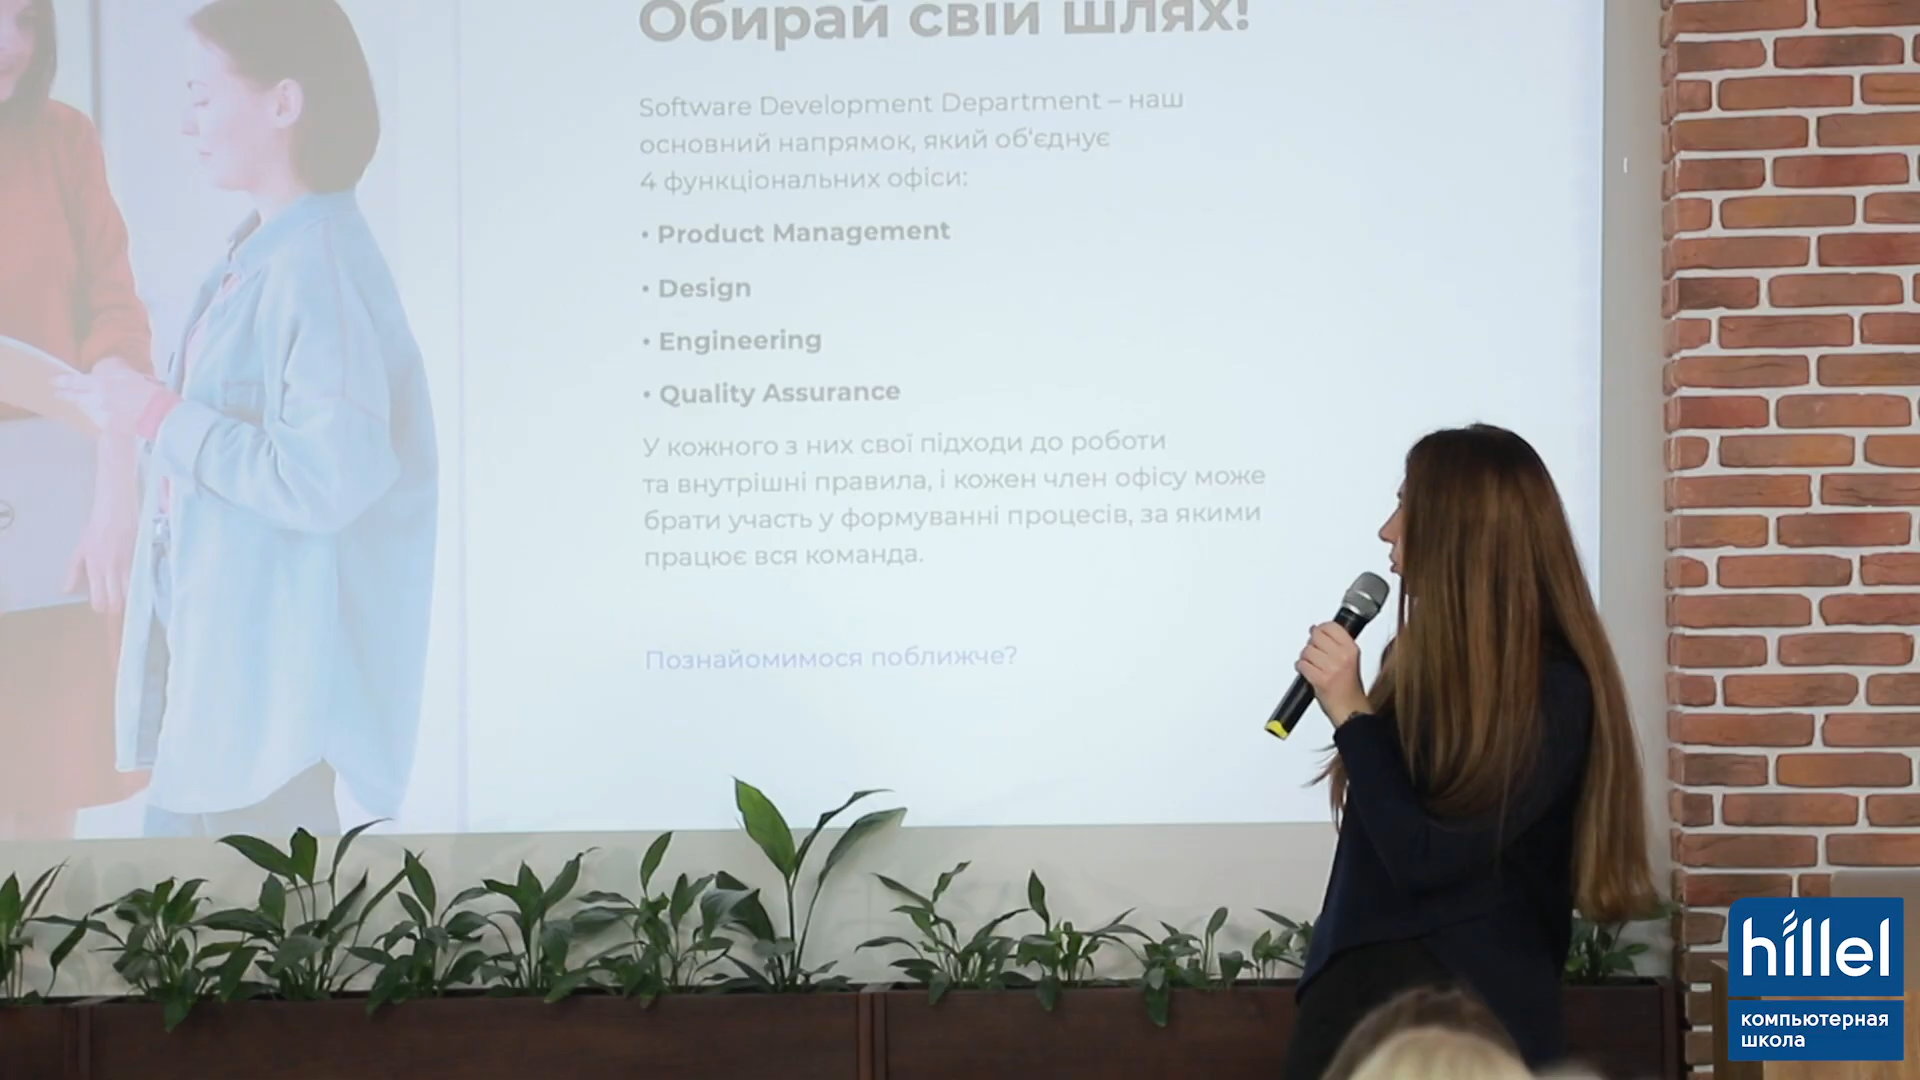 Обирай свій шлях!
Software Development Department – наш
основний напрямок, який об'єднує
4 функціональних офіси:
• Product Management
• Design
• Engineering
• Quality Assurance
У кожного з них свої підходи до роботи
та внутрішні правила, і кожен член офісу може
брати участь у формуванні процесів, за якими
працює вся команда.
Познайомимося поближче?
hillel
компьютерная
школа